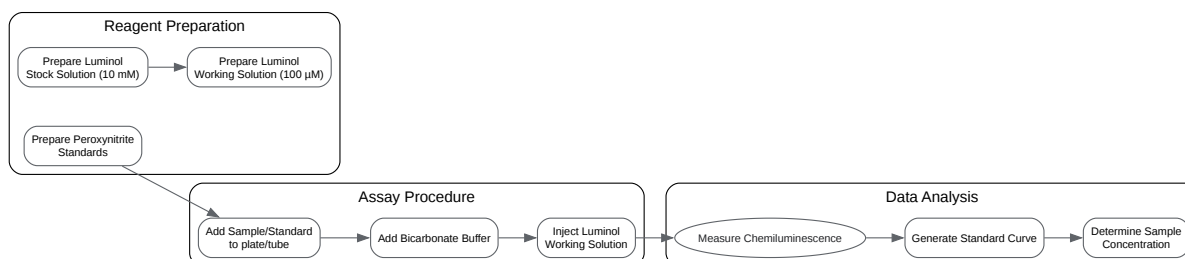 Reagent Preparation
Prepare Luminol
Stock Solution (10 mM)
Prepare Luminol
Working Solution (100 µM)
Prepare Peroxynitrite
Standards
Assay Procedure
Add Sample/Standard
to plate/tube
Add Bicarbonate Buffer
Inject Luminol
Working Solution
Data Analysis
Measure Chemiluminescence
Generate Standard Curve
Determine Sample
Concentration